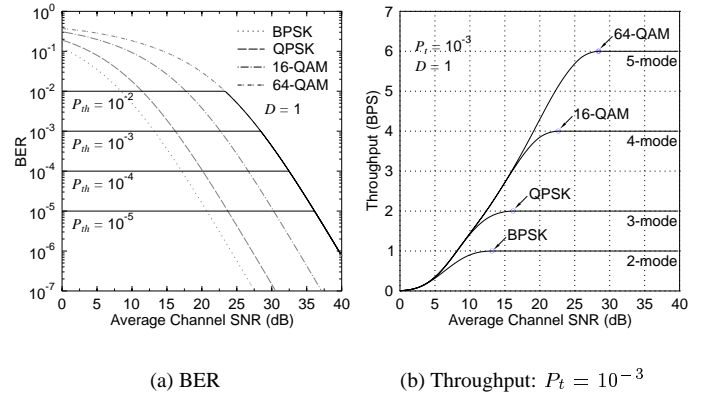 BER
10^0
10^-1
10^-2
10^-3
10^-4
10^-5
10^-6
10^-7
BPSK
QPSK
16-QAM
64-QAM
D = 1
P_th = 10^-2
P_th = 10^-3
P_th = 10^-4
P_th = 10^-5
0 5 10 15 20 25 30 35 40
Average Channel SNR (dB)
(a) BER
Throughput (BPS)
7
6
5
4
3
2
1
0
P_t = 10^-3
D = 1
64-QAM
5-mode
16-QAM
4-mode
QPSK
3-mode
BPSK
2-mode
0 5 10 15 20 25 30 35 40
Average Channel SNR (dB)
(b) Throughput: P_t = 10^-3